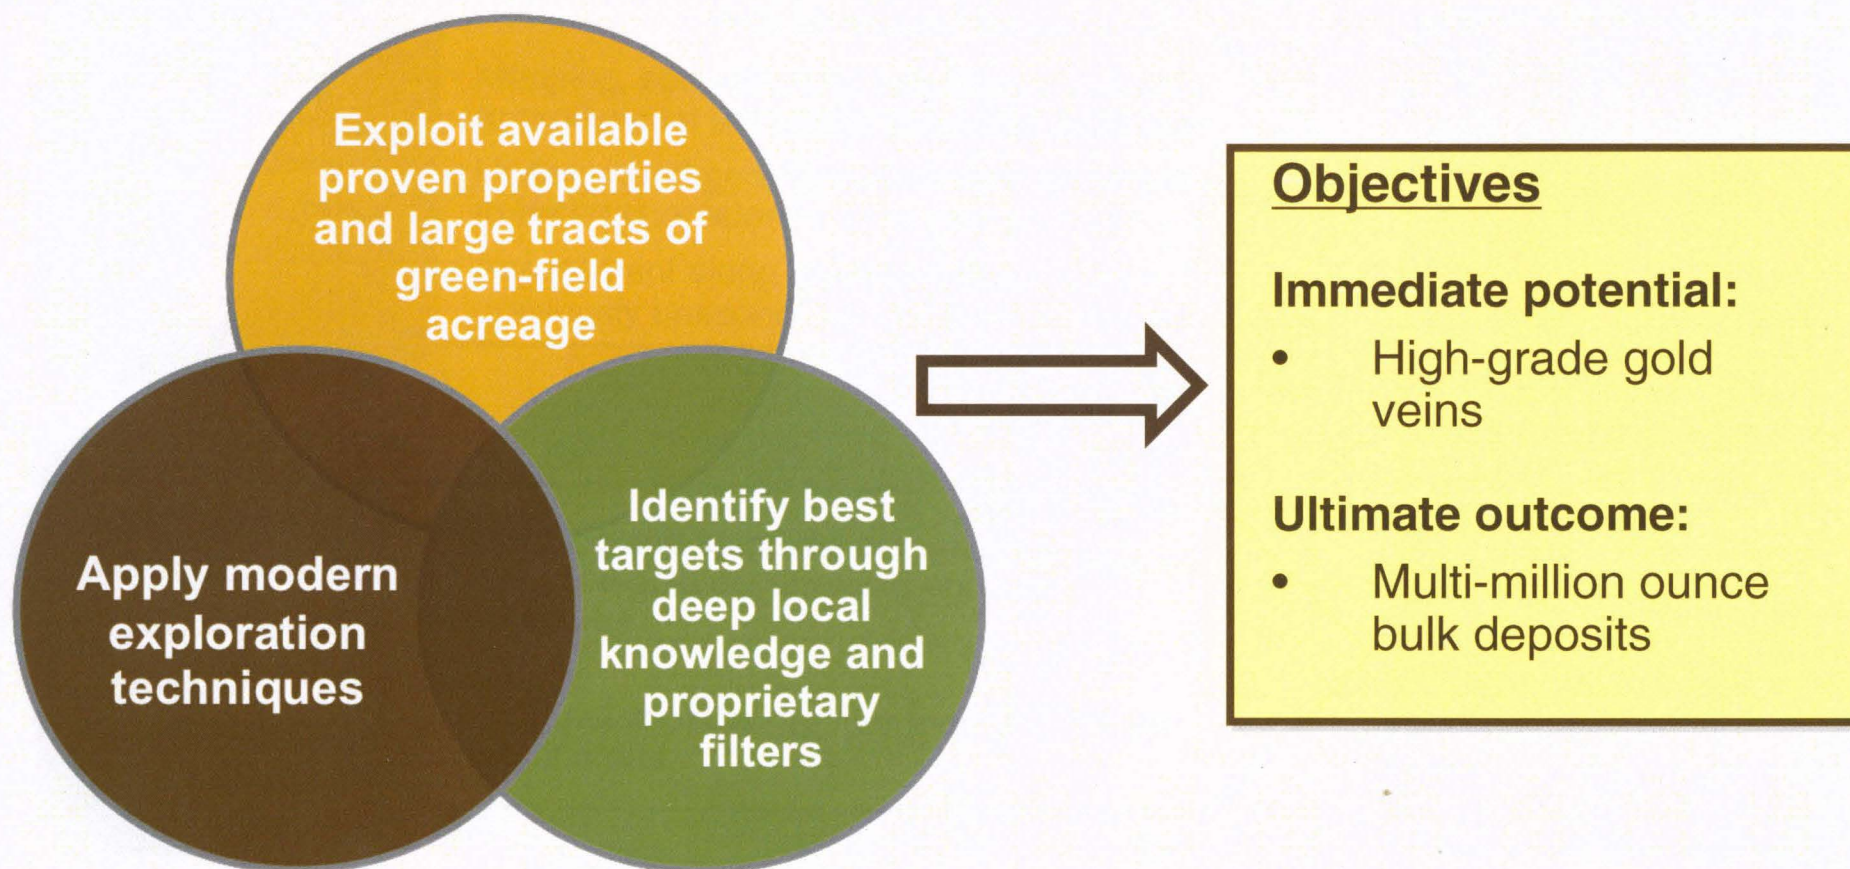 Exploit available
proven properties
and large tracts of
green-field
acreage
Apply modern
exploration
techniques
Identify best
targets through
deep local
knowledge and
proprietary
filters
Objectives
Immediate potential:
• High-grade gold
veins
Ultimate outcome:
• Multi-million ounce
bulk deposits